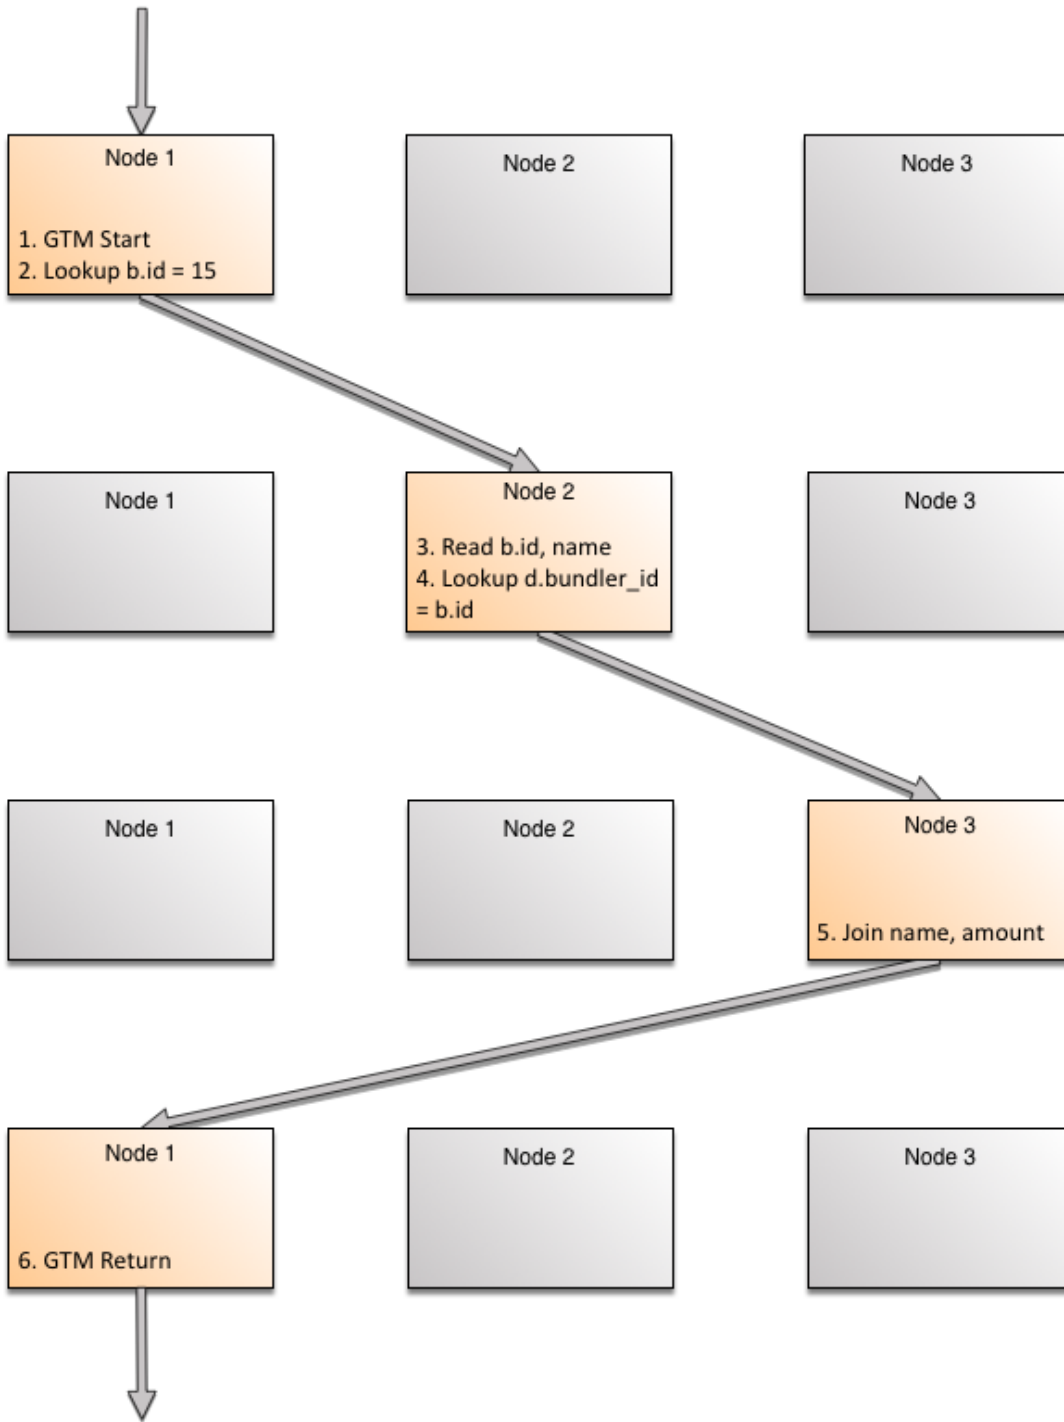 Node 1
1. GTM Start
2. Lookup b.id = 15
Node 2
Node 3
Node 1
Node 2
3. Read b.id, name
4. Lookup d.bundler_id
= b.id
Node 3
Node 1
Node 2
Node 3
5. Join name, amount
Node 1
6. GTM Return
Node 2
Node 3